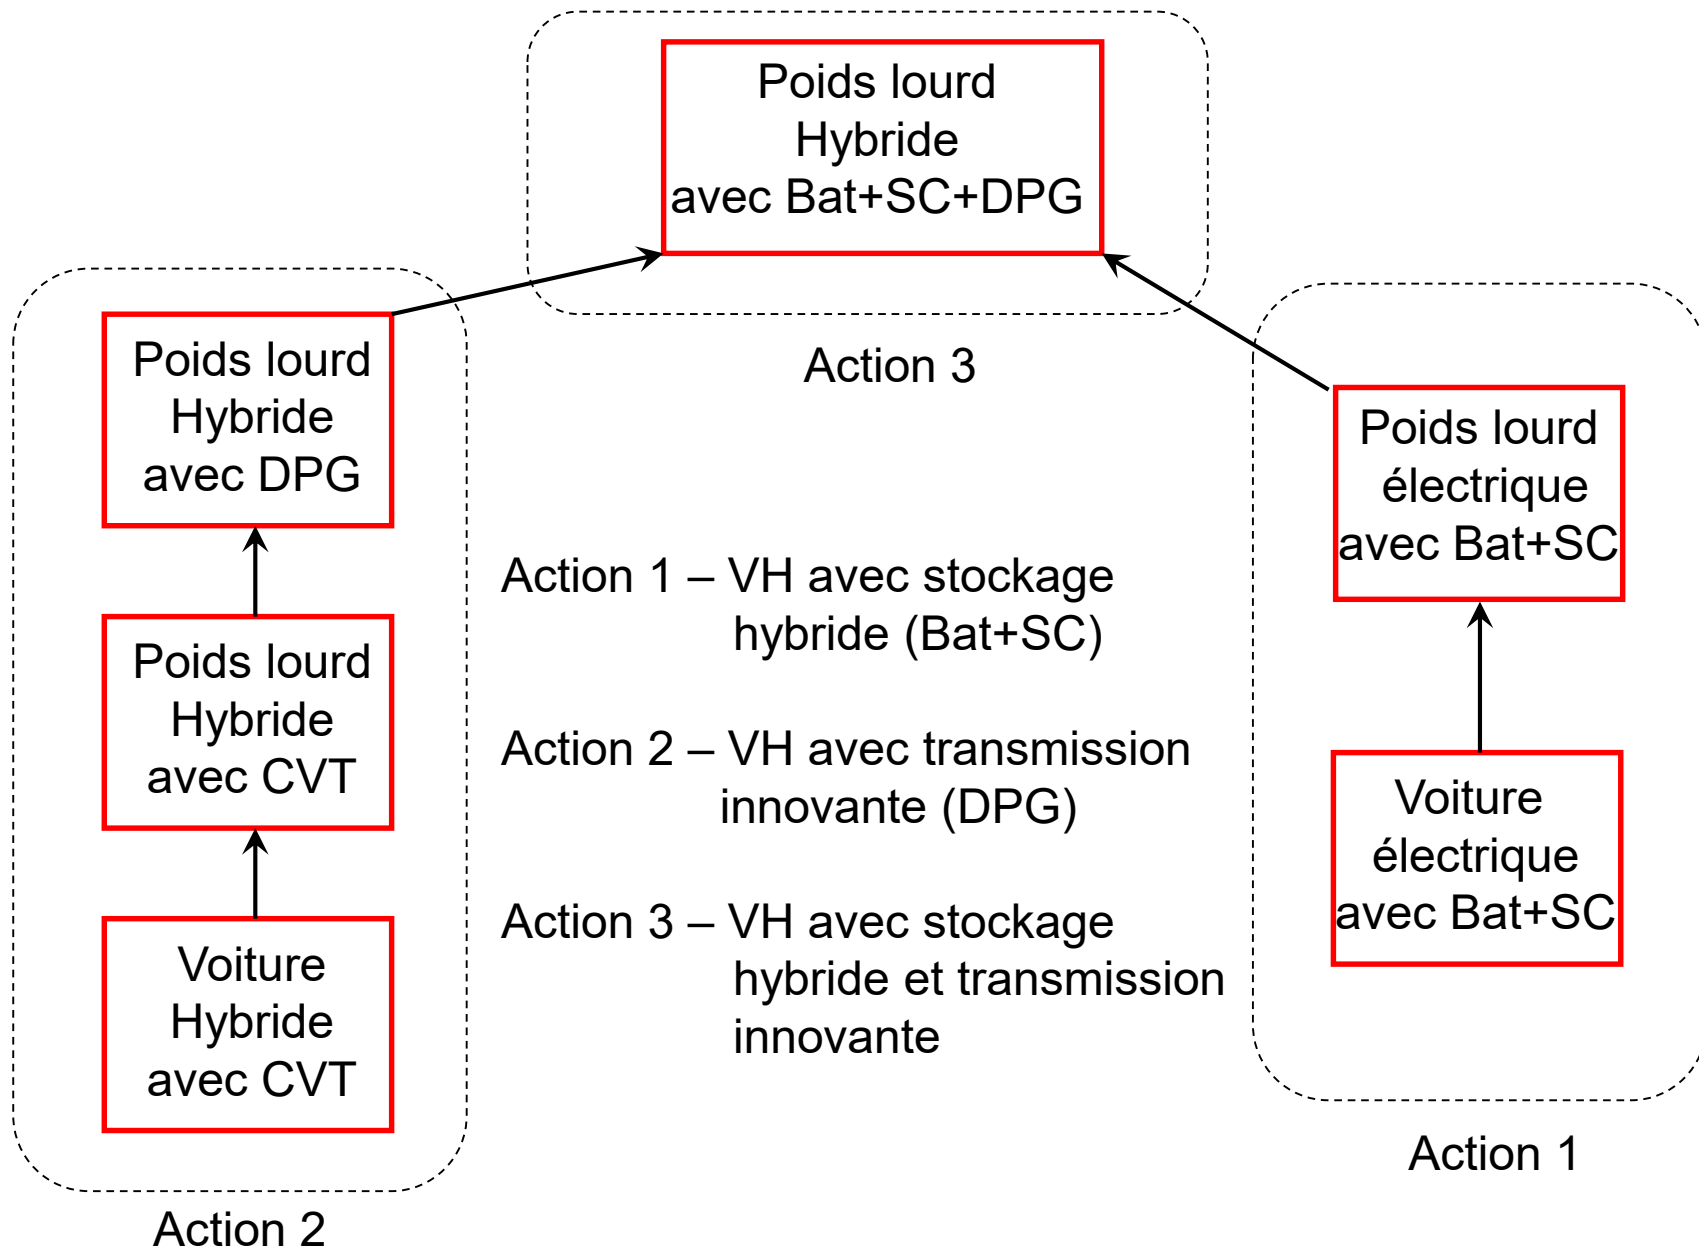 Poids lourd
Hybride
avec Bat+SC+DPG
Action 3
Poids lourd
Hybride
avec DPG
Poids lourd
Hybride
avec CVT
Voiture
Hybride
avec CVT
Action 2
Action 1 – VH avec stockage
hybride (Bat+SC)
Action 2 – VH avec transmission
innovante (DPG)
Action 3 – VH avec stockage
hybride et transmission
innovante
Poids lourd
électrique
avec Bat+SC
Voiture
électrique
avec Bat+SC
Action 1